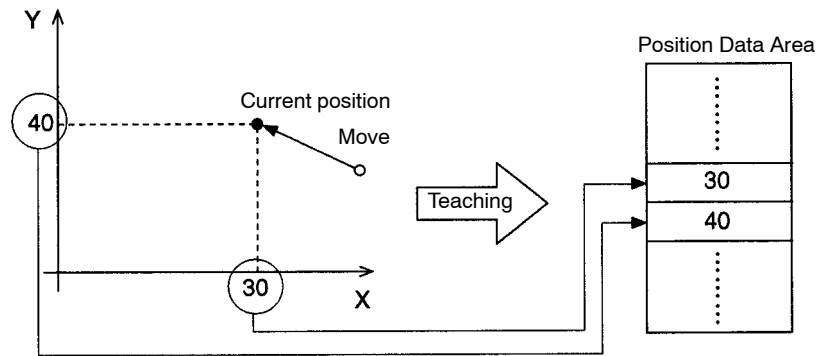 Y
Position Data Area
Current position
40
Move
30
Teaching
40
30
X